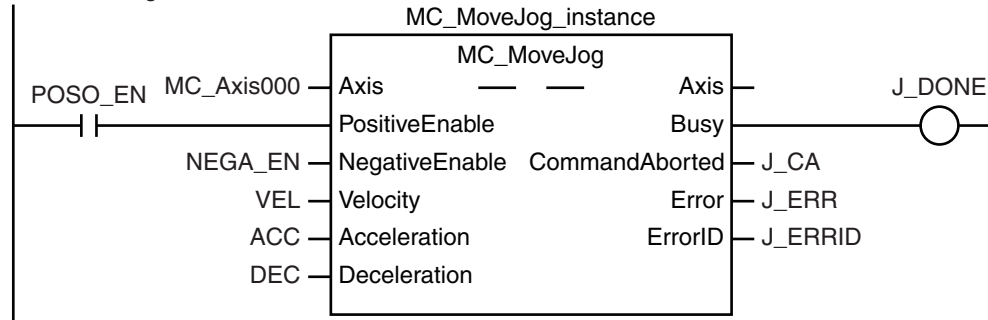 MC_MoveJog_instance
MC_MoveJog
POSO_EN MC_Axis000 Axis Axis J_DONE
PositiveEnable Busy
NEGA_EN NegativeEnable CommandAborted J_CA
VEL Velocity Error J_ERR
ACC Acceleration ErrorID J_ERRID
DEC Deceleration